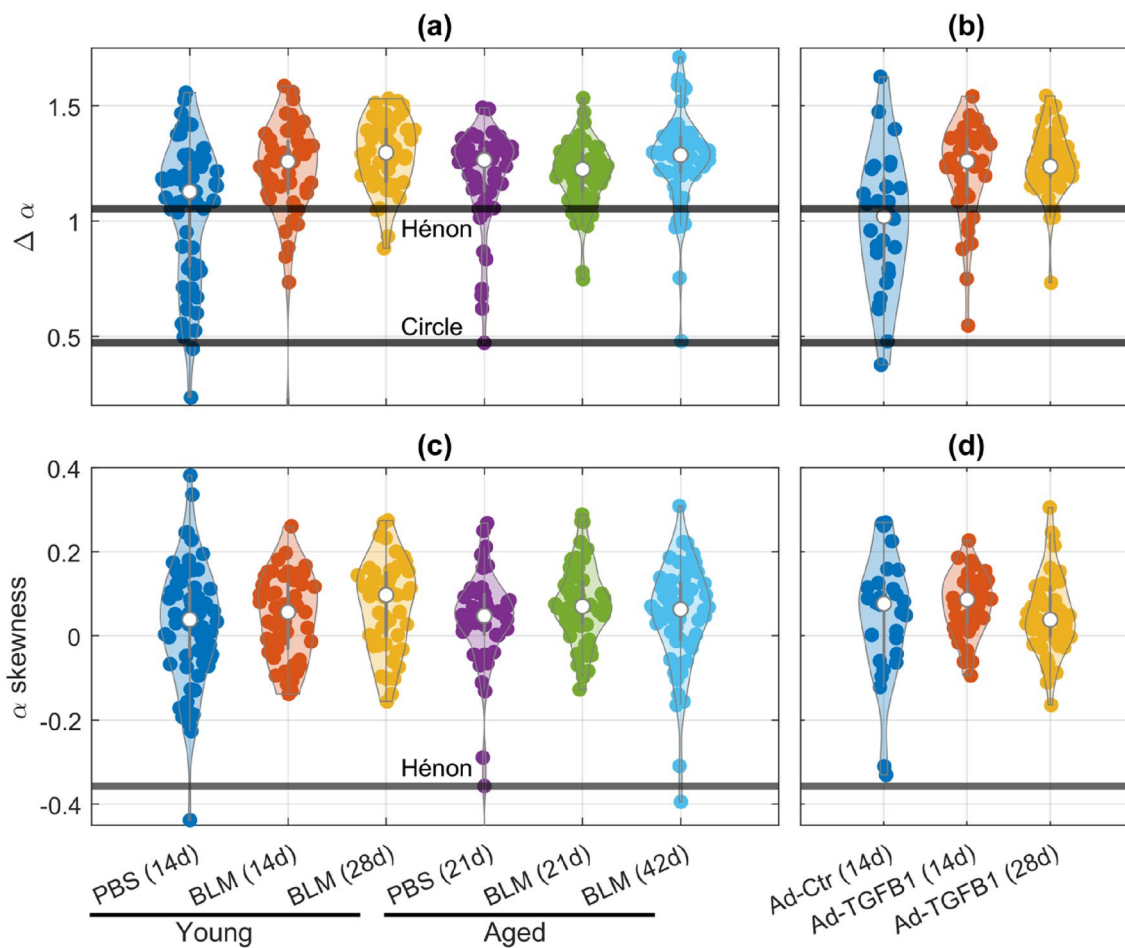 (a)
(b)
1.5
1
0.5
Δ α
Hénon
Circle
(c)
(d)
0.4
0.2
0
-0.2
-0.4
α skewness
Hénon
PBS (14d)
BLM (14d)
BLM (28d)
PBS (21d)
BLM (21d)
BLM (42d)
Ad-Ctr (14d)
Ad-TGFB1 (14d)
Ad-TGFB1 (28d)
Young
Aged